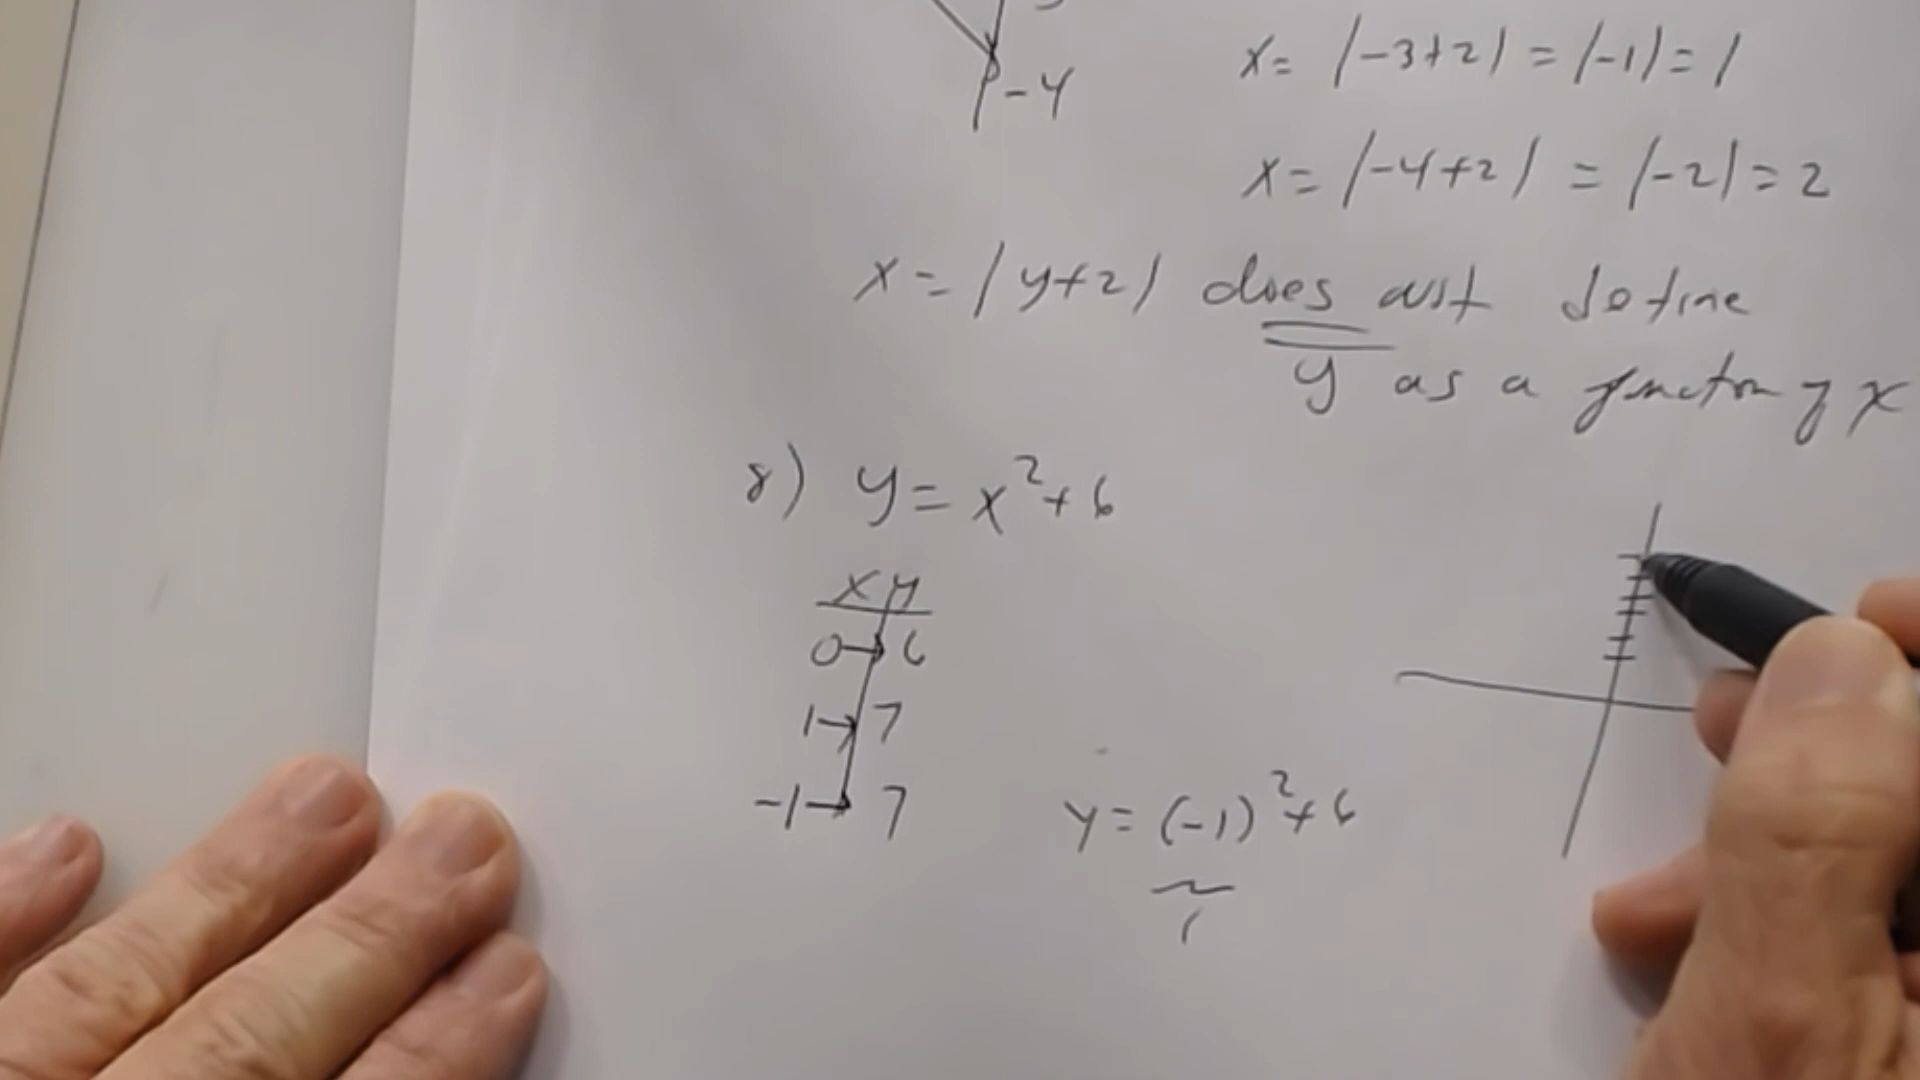 -4
x= |-3+2| = |-1| = 1
x= |-4+2| = |-2| = 2
x = |y+2| does not define
y as a function of x
8) y = x²+6
x y
0→6
1→7
-1→7
y = (-1)²+6
1